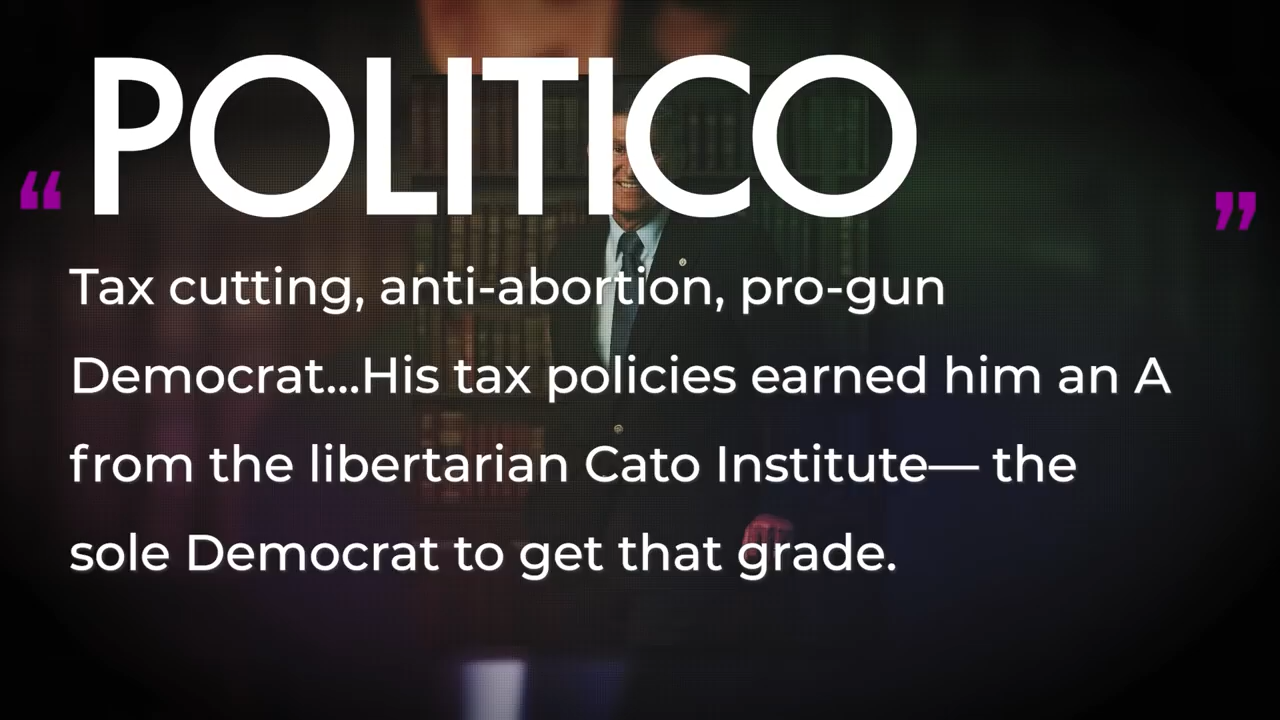 POLITICO
“ ”
Tax cutting, anti-abortion, pro-gun
Democrat...His tax policies earned him an A
from the libertarian Cato Institute— the
sole Democrat to get that grade.